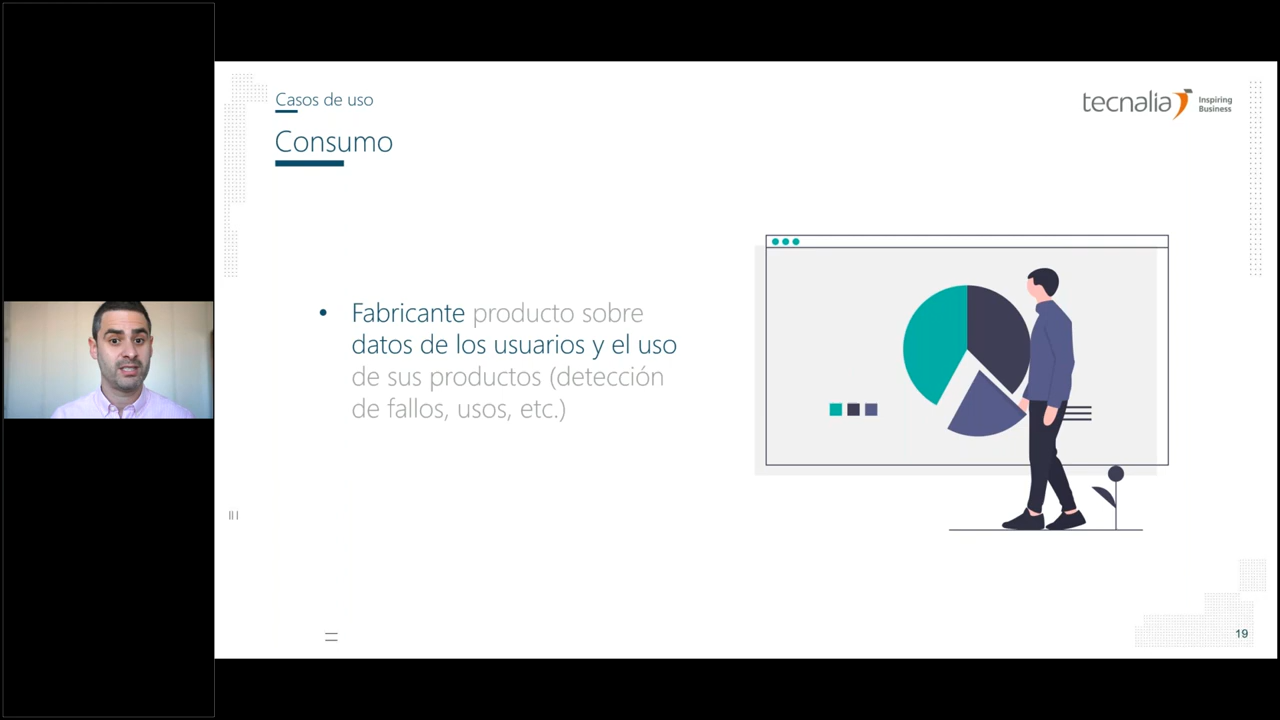 Casos de uso
Consumo
tecnalia Inspiring
Business
• Fabricante producto sobre
datos de los usuarios y el uso
de sus productos (detección
de fallos, usos, etc.)
19